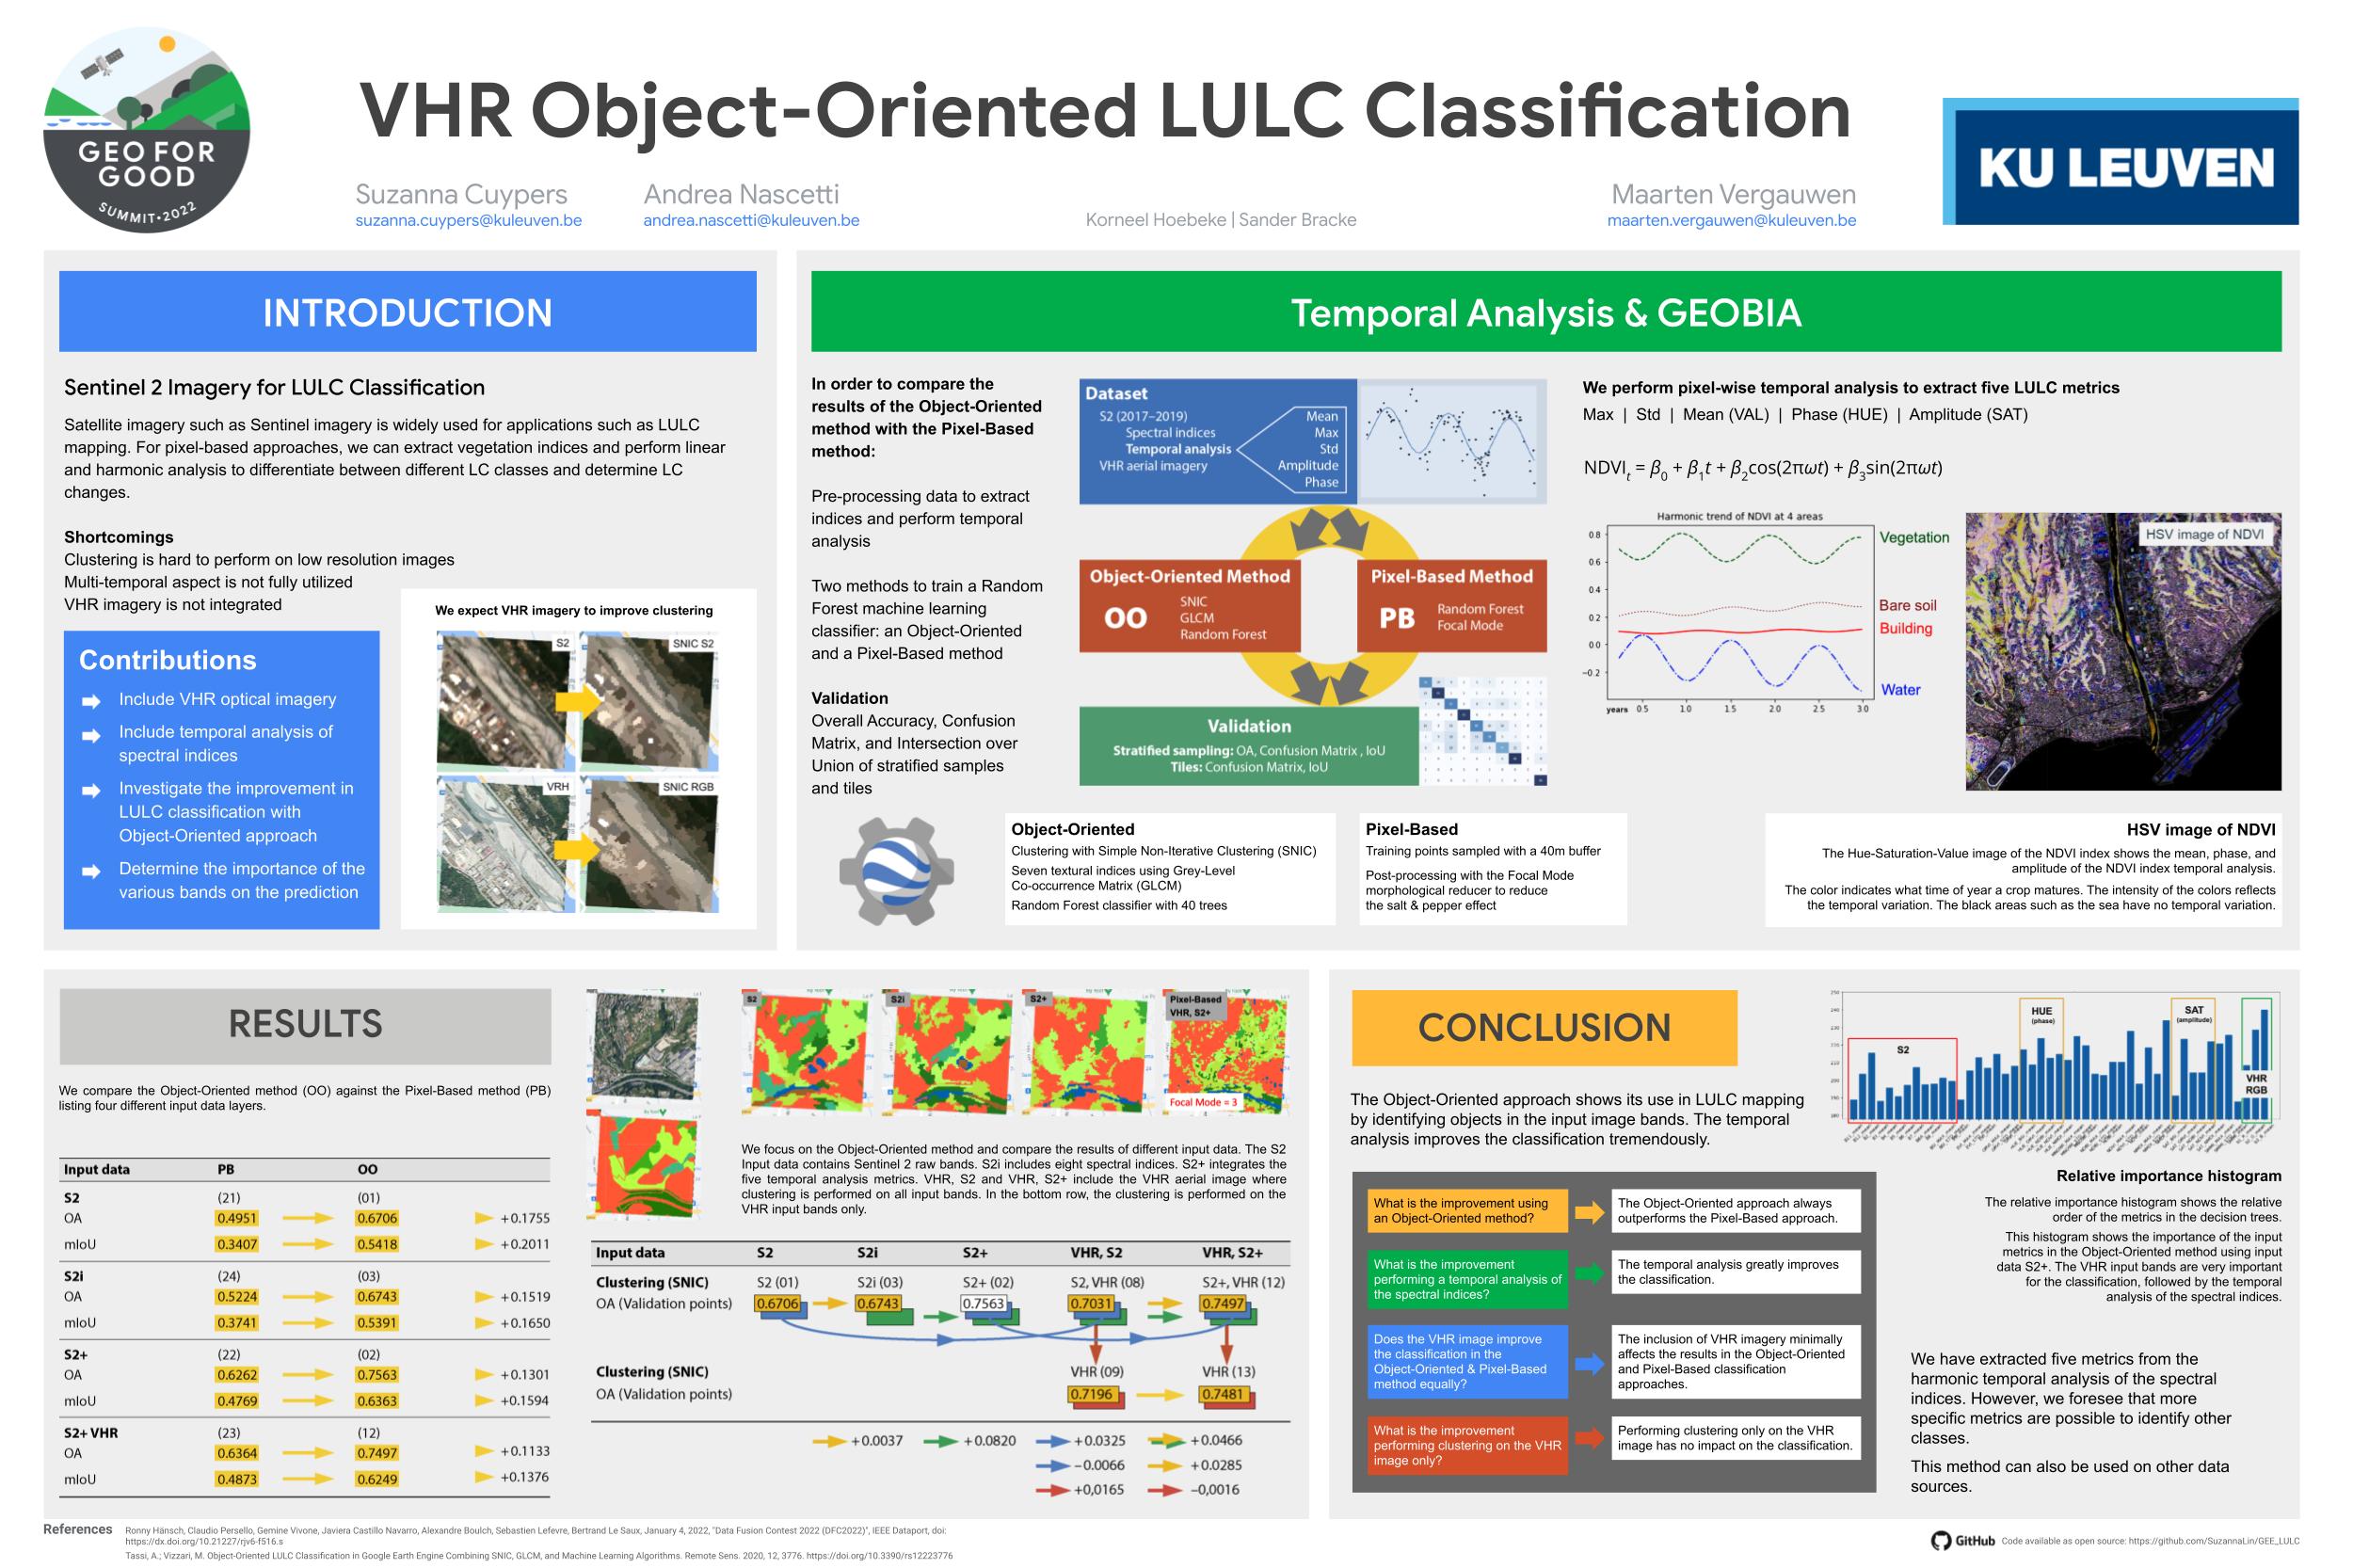 GEO FOR
GOOD
SUMMIT•2022
VHR Object-Oriented LULC Classification
Suzanna Cuypers
suzanna.cuypers@kuleuven.be
Andrea Nascetti
andrea.nascetti@kuleuven.be
Korneel Hoebeke | Sander Bracke
Maarten Vergauwen
maarten.vergauwen@kuleuven.be
KU LEUVEN
INTRODUCTION
Sentinel 2 Imagery for LULC Classification
Satellite imagery such as Sentinel imagery is widely used for applications such as LULC
mapping. For pixel-based approaches, we can extract vegetation indices and perform linear
and harmonic analysis to differentiate between different LC classes and determine LC
changes.
Shortcomings
Clustering is hard to perform on low resolution images
Multi-temporal aspect is not fully utilized
VHR imagery is not integrated
Contributions
Include VHR optical imagery
Include temporal analysis of
spectral indices
Investigate the improvement in
LULC classification with
Object-Oriented approach
Determine the importance of the
various bands on the prediction
We expect VHR imagery to improve clustering
S2
SNIC S2
VRH
SNIC RGB
Temporal Analysis & GEOBIA
In order to compare the
results of the Object-Oriented
method with the Pixel-Based
method:
Pre-processing data to extract
indices and perform temporal
analysis
Two methods to train a Random
Forest machine learning
classifier: an Object-Oriented
and a Pixel-Based method
Validation
Overall Accuracy, Confusion
Matrix, and Intersection over
Union of stratified samples
and tiles
Dataset
S2 (2017–2019)
Spectral indices
Temporal analysis
VHR aerial imagery
Mean
Max
Std
Amplitude
Phase
Object-Oriented Method
OO
SNIC
GLCM
Random Forest
Pixel-Based Method
PB
Random Forest
Focal Mode
Validation
Stratified sampling: OA, Confusion Matrix , IoU
Tiles: Confusion Matrix, IoU
We perform pixel-wise temporal analysis to extract five LULC metrics
Max | Std | Mean (VAL) | Phase (HUE) | Amplitude (SAT)
NDVIₜ = β₀ + β₁t + β₂cos(2πωt) + β₃sin(2πωt)
Harmonic trend of NDVI at 4 areas
0.8
0.6
0.4
0.2
0.0
−0.2
years 0.5 1.0 1.5 2.0 2.5 3.0
Vegetation
Bare soil
Building
Water
HSV image of NDVI
Object-Oriented
Clustering with Simple Non-Iterative Clustering (SNIC)
Seven textural indices using Grey-Level
Co-occurrence Matrix (GLCM)
Random Forest classifier with 40 trees
Pixel-Based
Training points sampled with a 40m buffer
Post-processing with the Focal Mode
morphological reducer to reduce
the salt & pepper effect
HSV image of NDVI
The Hue-Saturation-Value image of the NDVI index shows the mean, phase, and
amplitude of the NDVI index temporal analysis.
The color indicates what time of year a crop matures. The intensity of the colors reflects
the temporal variation. The black areas such as the sea have no temporal variation.
RESULTS
We compare the Object-Oriented method (OO) against the Pixel-Based method (PB)
listing four different input data layers.
Input data PB OO
S2 (21) (01)
OA 0.4951 0.6706 +0.1755
mIoU 0.3407 0.5418 +0.2011
S2i (24) (03)
OA 0.5224 0.6743 +0.1519
mIoU 0.3741 0.5391 +0.1650
S2+ (22) (02)
OA 0.6262 0.7563 +0.1301
mIoU 0.4769 0.6363 +0.1594
S2+ VHR (23) (12)
OA 0.6364 0.7497 +0.1133
mIoU 0.4873 0.6249 +0.1376
S2
S2i
S2+
Pixel-Based
VHR, S2+
Focal Mode = 3
We focus on the Object-Oriented method and compare the results of different input data. The S2
Input data contains Sentinel 2 raw bands. S2i includes eight spectral indices. S2+ integrates the
five temporal analysis metrics. VHR, S2 and VHR, S2+ include the VHR aerial image where
clustering is performed on all input bands. In the bottom row, the clustering is performed on the
VHR input bands only.
Input data S2 S2i S2+ VHR, S2 VHR, S2+
Clustering (SNIC) S2 (01) S2i (03) S2+ (02) S2, VHR (08) S2+, VHR (12)
OA (Validation points) 0.6706 0.6743 0.7563 0.7031 0.7497
Clustering (SNIC) VHR (09) VHR (13)
OA (Validation points) 0.7196 0.7481
+0.0037 +0.0820 +0.0325 +0.0466
−0.0066 +0.0285
+0,0165 −0,0016
CONCLUSION
The Object-Oriented approach shows its use in LULC mapping
by identifying objects in the input image bands. The temporal
analysis improves the classification tremendously.
What is the improvement using
an Object-Oriented method?
The Object-Oriented approach always
outperforms the Pixel-Based approach.
What is the improvement
performing a temporal analysis of
the spectral indices?
The temporal analysis greatly improves
the classification.
Does the VHR image improve
the classification in the
Object-Oriented & Pixel-Based
method equally?
The inclusion of VHR imagery minimally
affects the results in the Object-Oriented
and Pixel-Based classification
approaches.
What is the improvement
performing clustering on the VHR
image only?
Performing clustering only on the VHR
image has no impact on the classification.
S2
HUE
(phase)
SAT
(amplitude)
VHR
RGB
Relative importance histogram
The relative importance histogram shows the relative
order of the metrics in the decision trees.
This histogram shows the importance of the input
metrics in the Object-Oriented method using input
data S2+. The VHR input bands are very important
for the classification, followed by the temporal
analysis of the spectral indices.
We have extracted five metrics from the
harmonic temporal analysis of the spectral
indices. However, we foresee that more
specific metrics are possible to identify other
classes.
This method can also be used on other data
sources.
References
Ronny Hänsch, Claudio Persello, Gemine Vivone, Javiera Castillo Navarro, Alexandre Boulch, Sebastien Lefevre, Bertrand Le Saux, January 4, 2022, "Data Fusion Contest 2022 (DFC2022)", IEEE Dataport, doi:
https://dx.doi.org/10.21227/rjv6-f516.s
Tassi, A.; Vizzari, M. Object-Oriented LULC Classification in Google Earth Engine Combining SNIC, GLCM, and Machine Learning Algorithms. Remote Sens. 2020, 12, 3776. https://doi.org/10.3390/rs12223776
GitHub Code available as open source: https://github.com/SuzannaLin/GEE_LULC